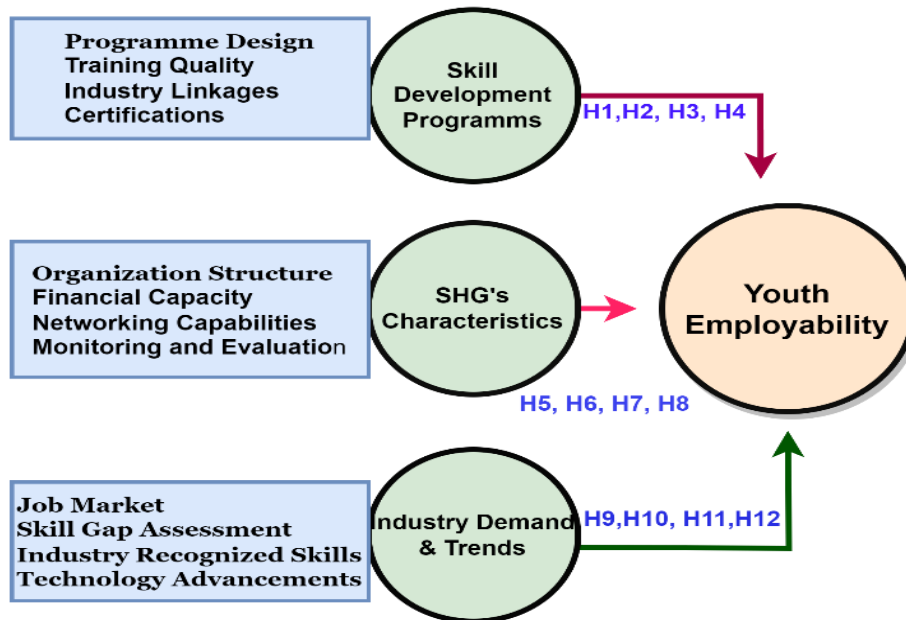 Programme Design
Training Quality
Industry Linkages
Certifications
Skill
Development
Programms
H1,H2, H3, H4
Organization Structure
Financial Capacity
Networking Capabilities
Monitoring and Evaluation
SHG's
Characteristics
Youth
Employability
H5, H6, H7, H8
Job Market
Skill Gap Assessment
Industry Recognized Skills
Technology Advancements
Industry Demand
& Trends
H9,H10, H11,H12